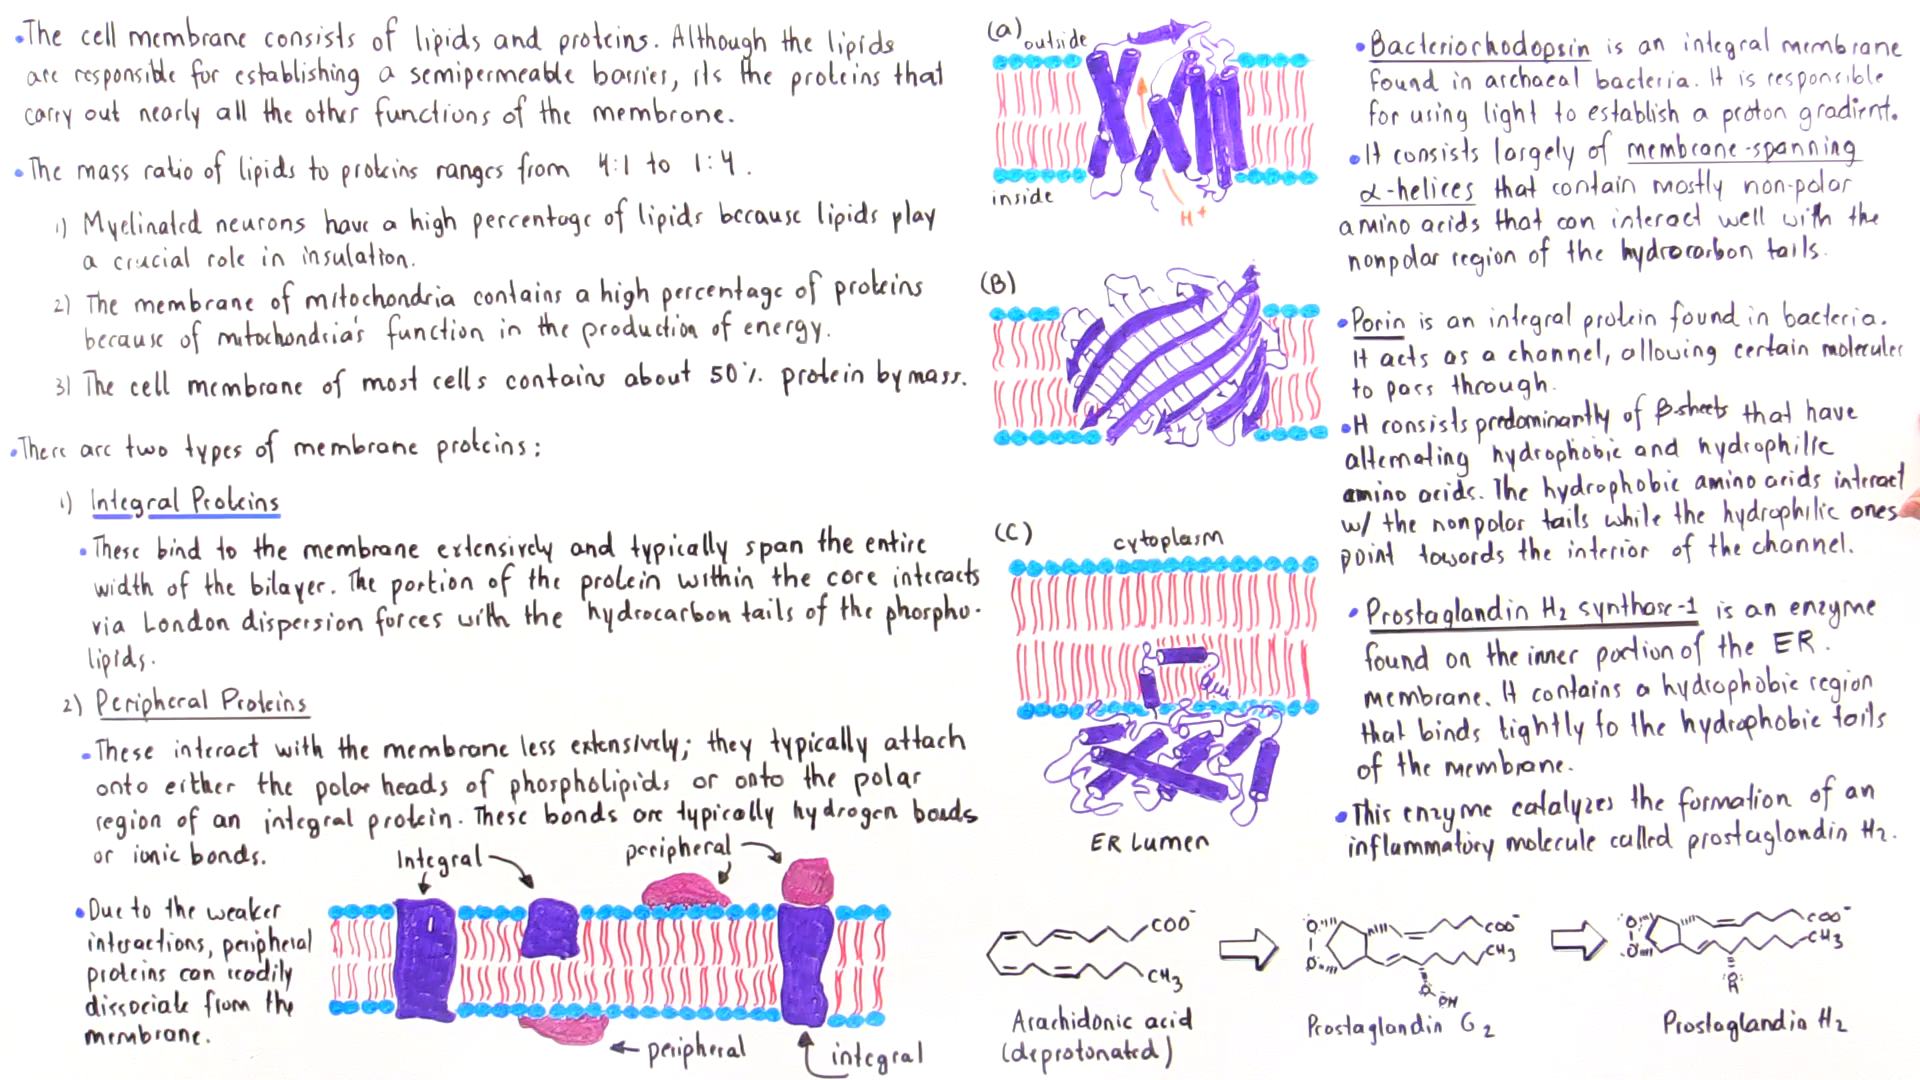 •The cell membrane consists of lipids and proteins. Although the lipids
are responsible for establishing a semipermeable barrier, its the proteins that
carry out nearly all the other functions of the membrane.
•The mass ratio of lipids to proteins ranges from 4:1 to 1:4.
1) Myelinated neurons have a high percentage of lipids because lipids play
a crucial role in insulation.
2) The membrane of mitochondria contains a high percentage of proteins
because of mitochondria's function in the production of energy.
3) The cell membrane of most cells contains about 50% protein by mass.
•There are two types of membrane proteins:
1) Integral Proteins
•These bind to the membrane extensively and typically span the entire
width of the bilayer. The portion of the protein within the core interacts
via London dispersion forces with the hydrocarbon tails of the phospho-
lipids.
2) Peripheral Proteins
•These interact with the membrane less extensively; they typically attach
onto either the polar heads of phospholipids or onto the polar
region of an integral protein. These bonds are typically hydrogen bonds
or ionic bonds.
•Due to the weaker
interactions, peripheral
proteins can readily
dissociate from the
membrane.
Integral
peripheral
peripheral
integral
(a)
outside
inside
H+
•Bacteriorhodopsin is an integral membrane
found in archaeal bacteria. It is responsible
for using light to establish a proton gradient.
•It consists largely of membrane-spanning
α-helices that contain mostly non-polar
amino acids that can interact well with the
nonpolar region of the hydrocarbon tails.
(B)
•Porin is an integral protein found in bacteria.
It acts as a channel, allowing certain molecules
to pass through.
•It consists predominantly of β-sheets that have
alternating hydrophobic and hydrophilic
amino acids. The hydrophobic amino acids interact
w/ the nonpolar tails while the hydrophilic ones
point towards the interior of the channel.
(C)
cytoplasm
ER Lumen
•Prostaglandin H2 synthase-1 is an enzyme
found on the inner portion of the ER.
membrane. It contains a hydrophobic region
that binds tightly to the hydrophobic tails
of the membrane.
•This enzyme catalyzes the formation of an
inflammatory molecule called prostaglandin H2.
COO-
CH3
Arachidonic acid
(deprotonated)
O
O
COO-
CH3
O
OH
Prostaglandin G2
O
O
COO-
CH3
O
Prostaglandin H2